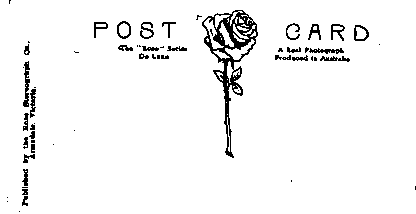 POST CARD
The "Rose" Series
De Luxe
A Real Photograph
Produced in Australia
Published by the Rose Stereograph Co.,
Armadale, Victoria.